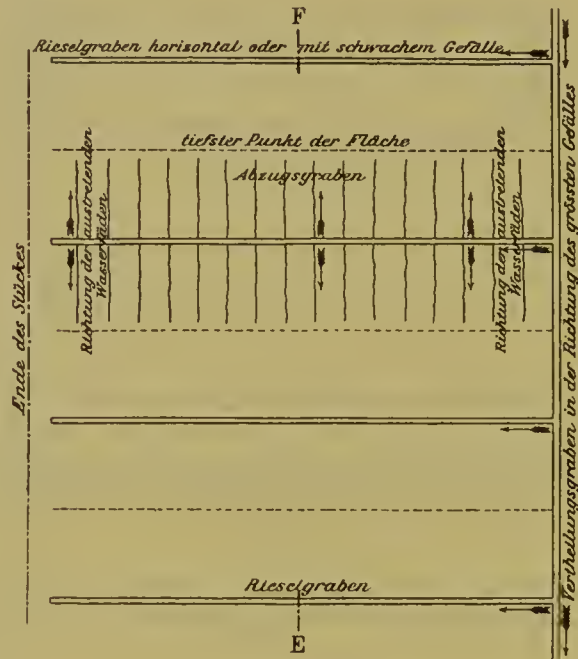 F
Rieselgraben horizontal oder mit schwachem Gefälle
tiefster Punkt der Fläche
Abzugsgraben
Richtung der austretenden
Wasserfäden
Richtung der austretenden
Wasserfäden
Ende des Stückes
Vertheilungsgraben in der Richtung des grössten Gefälles
Rieselgraben
E